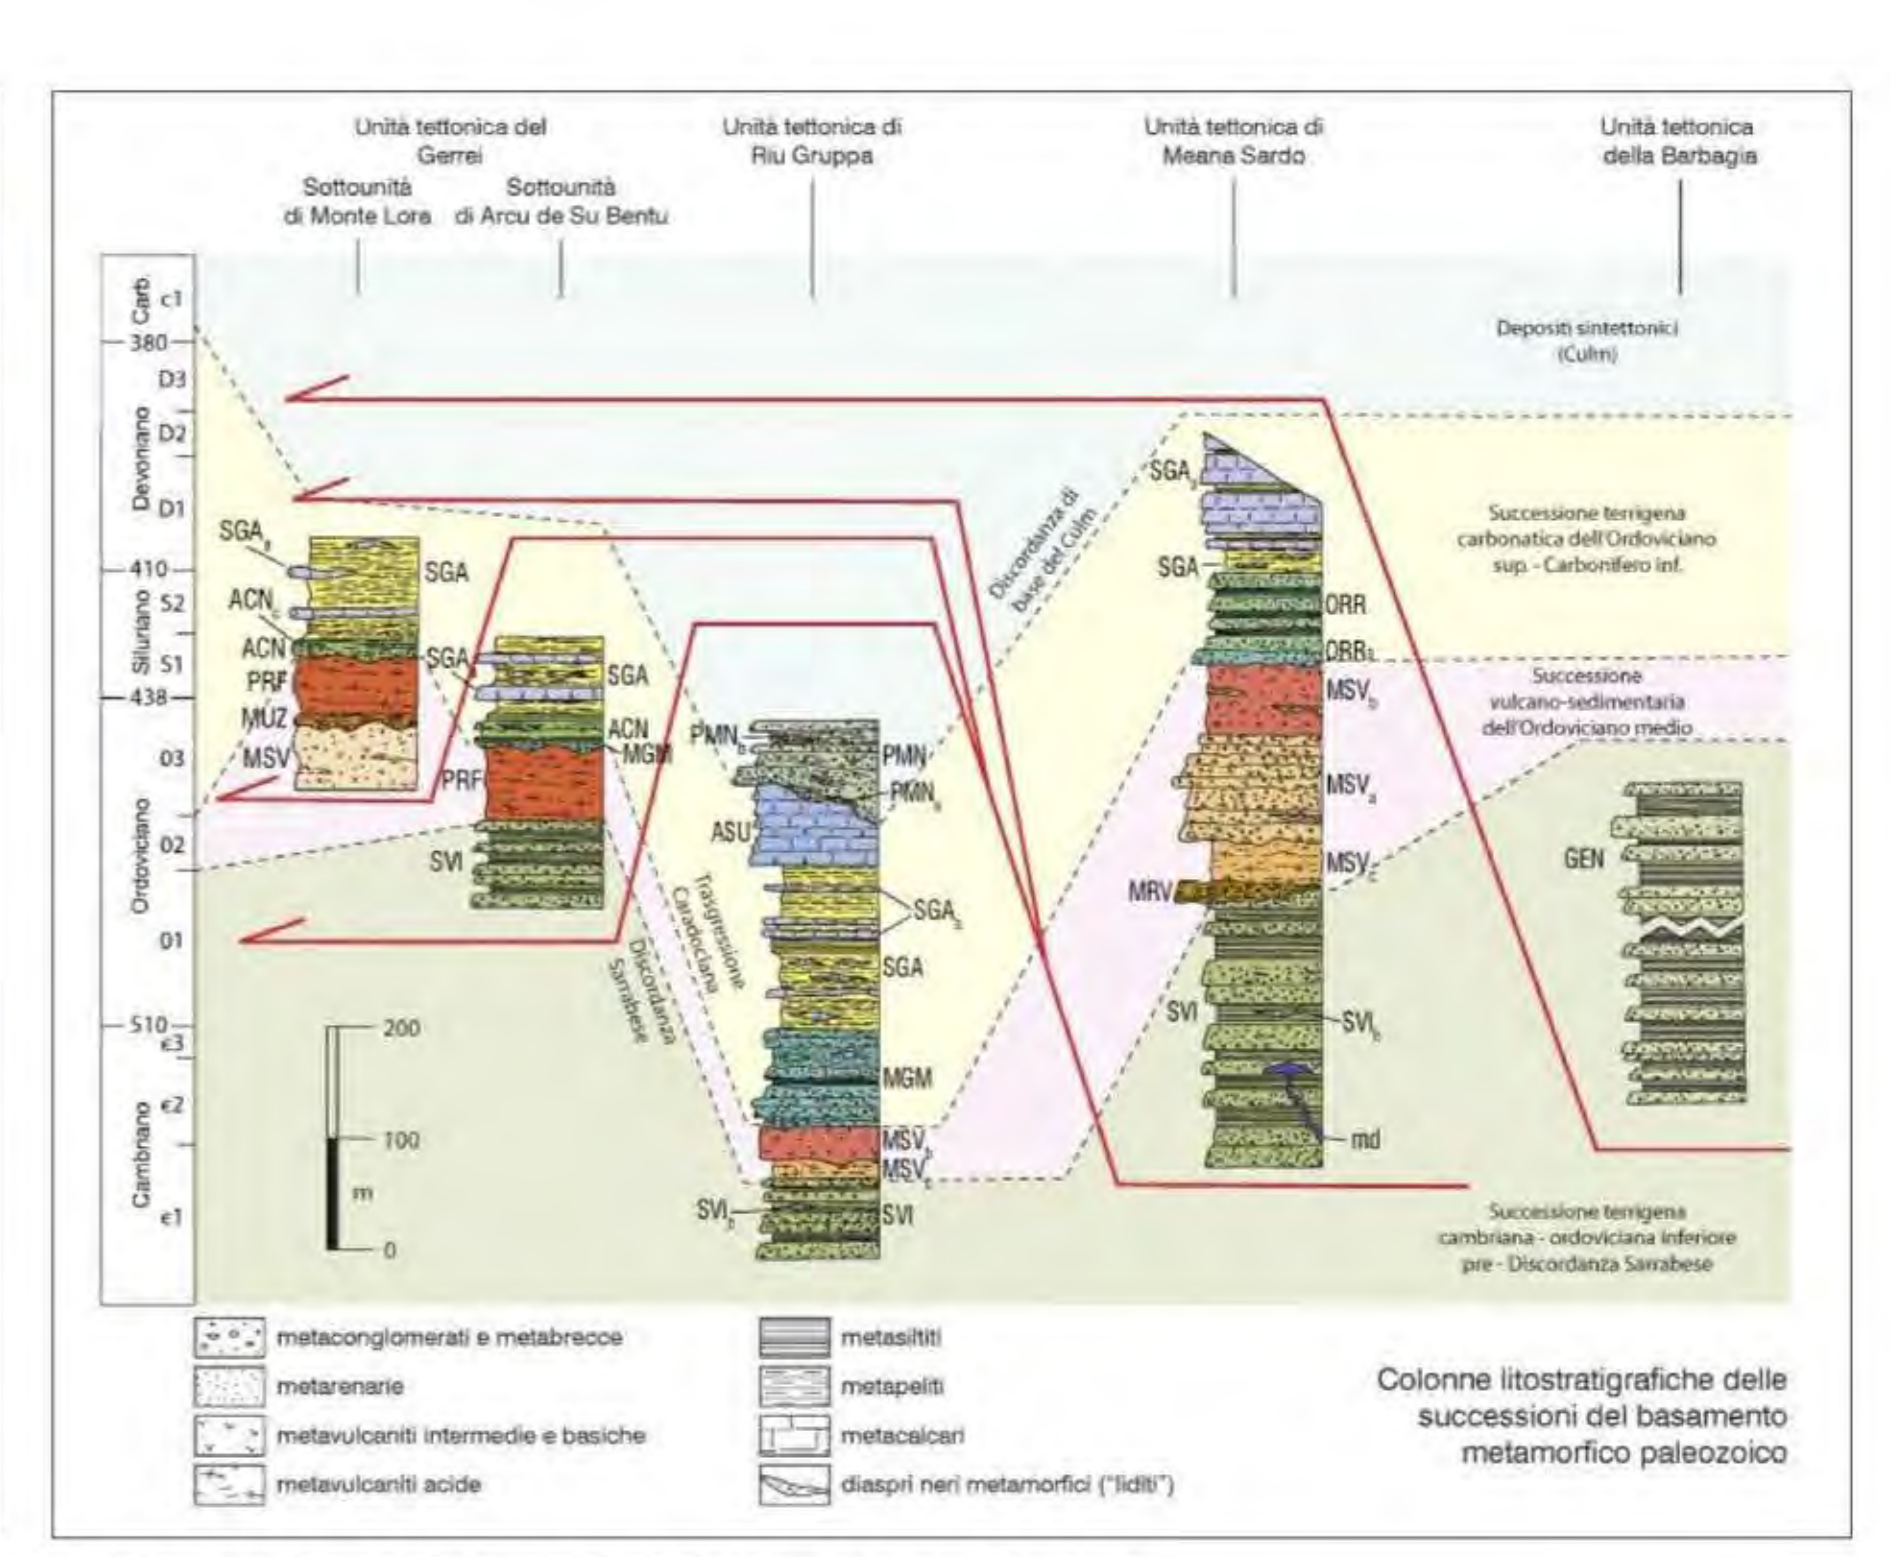 Unità tettonica del
Gerrei
Unità tettonica di
Riu Gruppa
Unità tettonica di
Meana Sardo
Unità tettonica
della Barbagia
Sottounità
di Monte Lora
Sottounità
di Arcu de Su Bentu
Carb
c1
380
D3
Devoniano
D2
D1
410
Siluriano
S2
S1
438
Ordoviciano
O3
O2
O1
510
Cambriano
ϵ3
ϵ2
ϵ1
Depositi sintettonici
(Culm)
Successione terrigena
carbonatica dell'Ordoviciano
sup. - Carbonifero inf.
Successione
vulcano-sedimentaria
dell'Ordoviciano medio
Successione terrigena
cambriana - ordoviciana inferiore
pre - Discordanza Sarrabese
Discordanza di
base del Culm
Trasgressione
Caradociana
Discordanza
Sarrabese
SGA
SGA
ACN
ACN
PRF
MUZ
MSV
SGA
SGA
ACN
MGM
PRF
SVI
PMN
PMN
PMN
ASU
SGA
SGA
MGM
MSV
MSV
SVI
SVI
SGA
SGA
ORR
ORR
MSV
MSV
MSV
MRV
SVI
SVI
md
GEN
200
100
m
0
metaconglomerati e metabrecce
metarenarie
metavulcaniti intermedie e basiche
metavulcaniti acide
metasiltiti
metapeliti
metacalcari
diaspri neri metamorfici ("liditi")
Colonne litostratigrafiche delle
successioni del basamento
metamorfico paleozoico